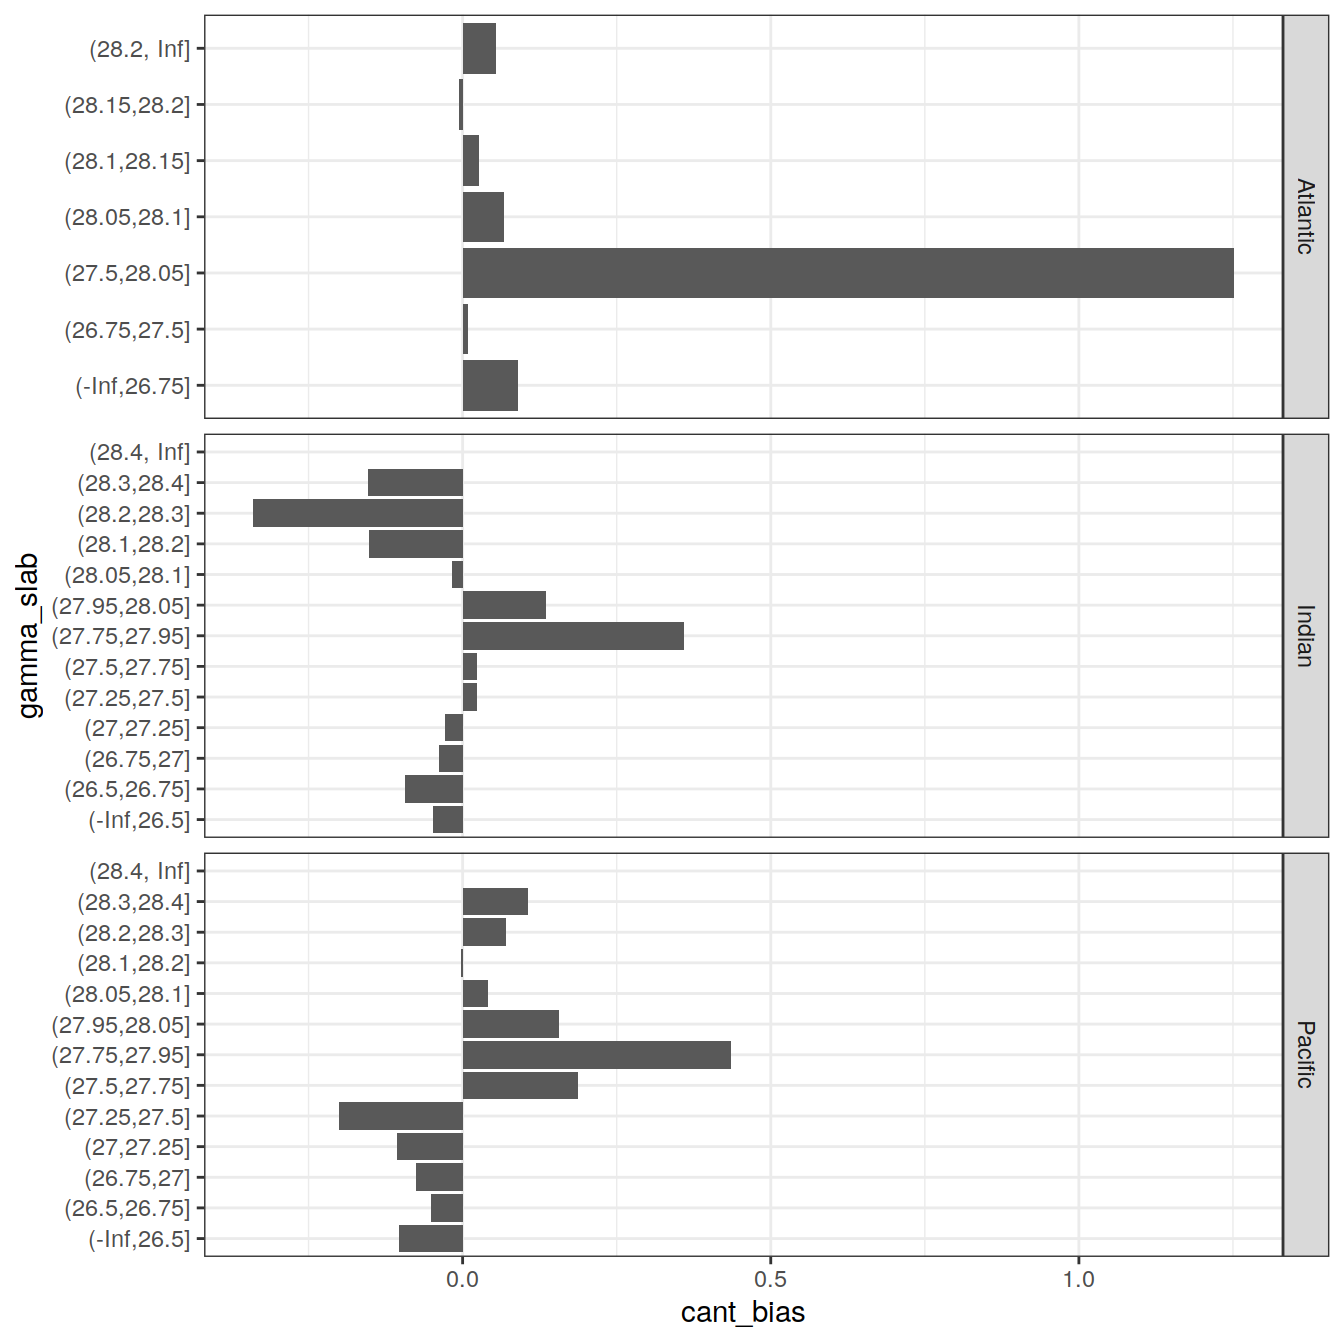 (28.2, Inf]
(28.15,28.2]
(28.1,28.15]
(28.05,28.1]
(27.5,28.05]
(26.75,27.5]
(-Inf,26.75]
Atlantic
(28.4, Inf]
(28.3,28.4]
(28.2,28.3]
(28.1,28.2]
(28.05,28.1]
(27.95,28.05]
(27.75,27.95]
(27.5,27.75]
(27.25,27.5]
(27,27.25]
(26.75,27]
(26.5,26.75]
(-Inf,26.5]
Indian
gamma_slab
(28.4, Inf]
(28.3,28.4]
(28.2,28.3]
(28.1,28.2]
(28.05,28.1]
(27.95,28.05]
(27.75,27.95]
(27.5,27.75]
(27.25,27.5]
(27,27.25]
(26.75,27]
(26.5,26.75]
(-Inf,26.5]
Pacific
0.0 0.5 1.0
cant_bias